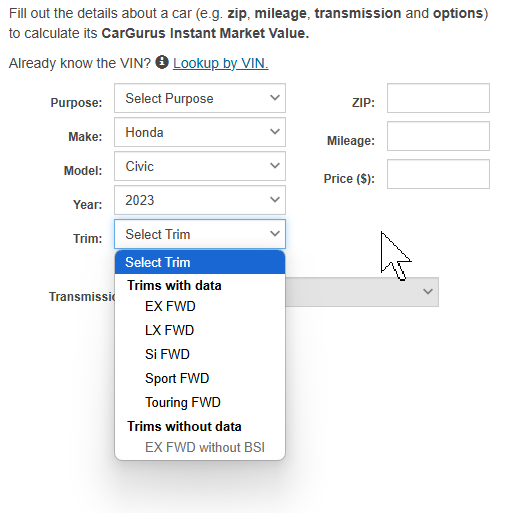 Fill out the details about a car (e.g. zip, mileage, transmission and options)
to calculate its CarGurus Instant Market Value.
Already know the VIN? Lookup by VIN.
Purpose: Select Purpose
ZIP:
Make: Honda
Mileage:
Model: Civic
Price ($):
Year: 2023
Trim: Select Trim
Select Trim
Trims with data
EX FWD
LX FWD
Transmissi
Si FWD
Sport FWD
Touring FWD
Trims without data
EX FWD without BSI